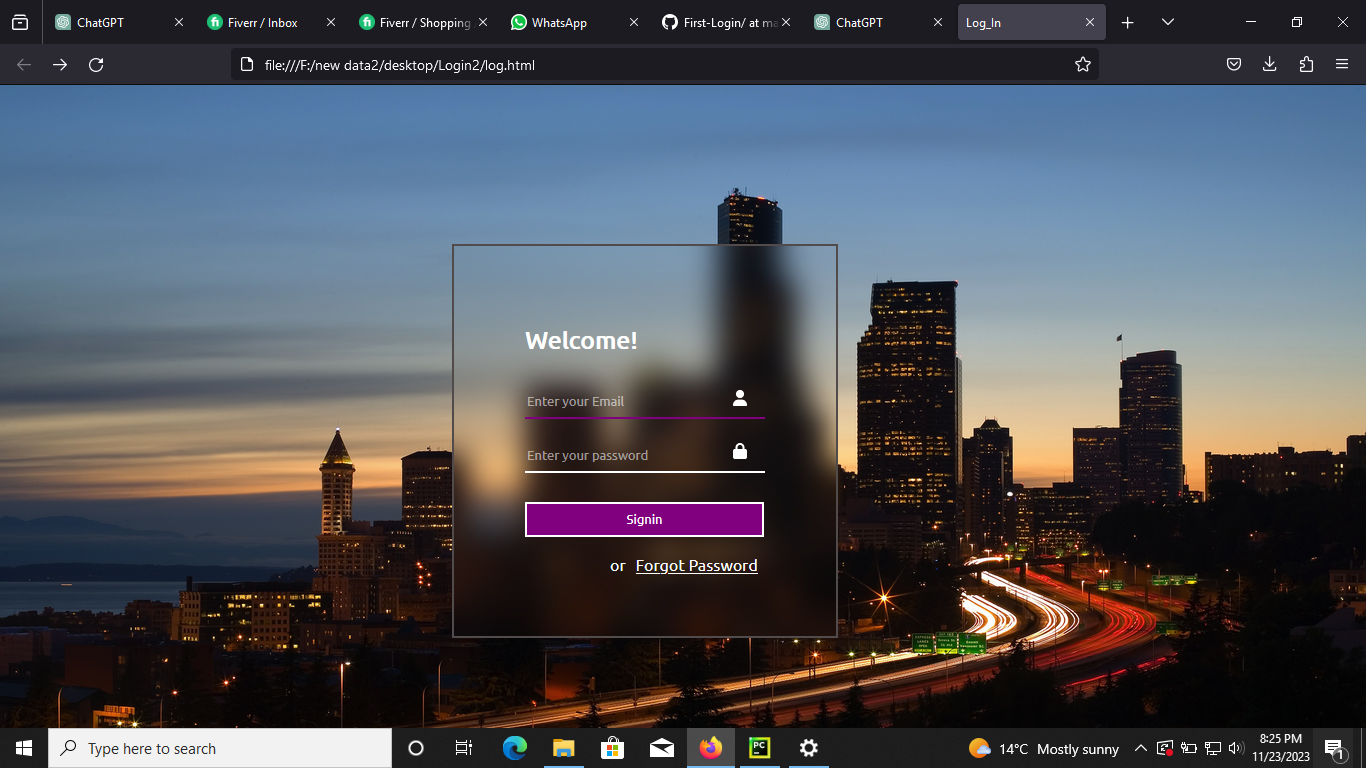 ChatGPT
Fiverr / Inbox
Fiverr / Shopping
WhatsApp
First-Login/ at ma
ChatGPT
Log_In
file:///F:/new data2/desktop/Login2/log.html
Welcome!
Enter your Email
Enter your password
Signin
or Forgot Password
Type here to search
PC
14°C Mostly sunny
8:25 PM
11/23/2023
1